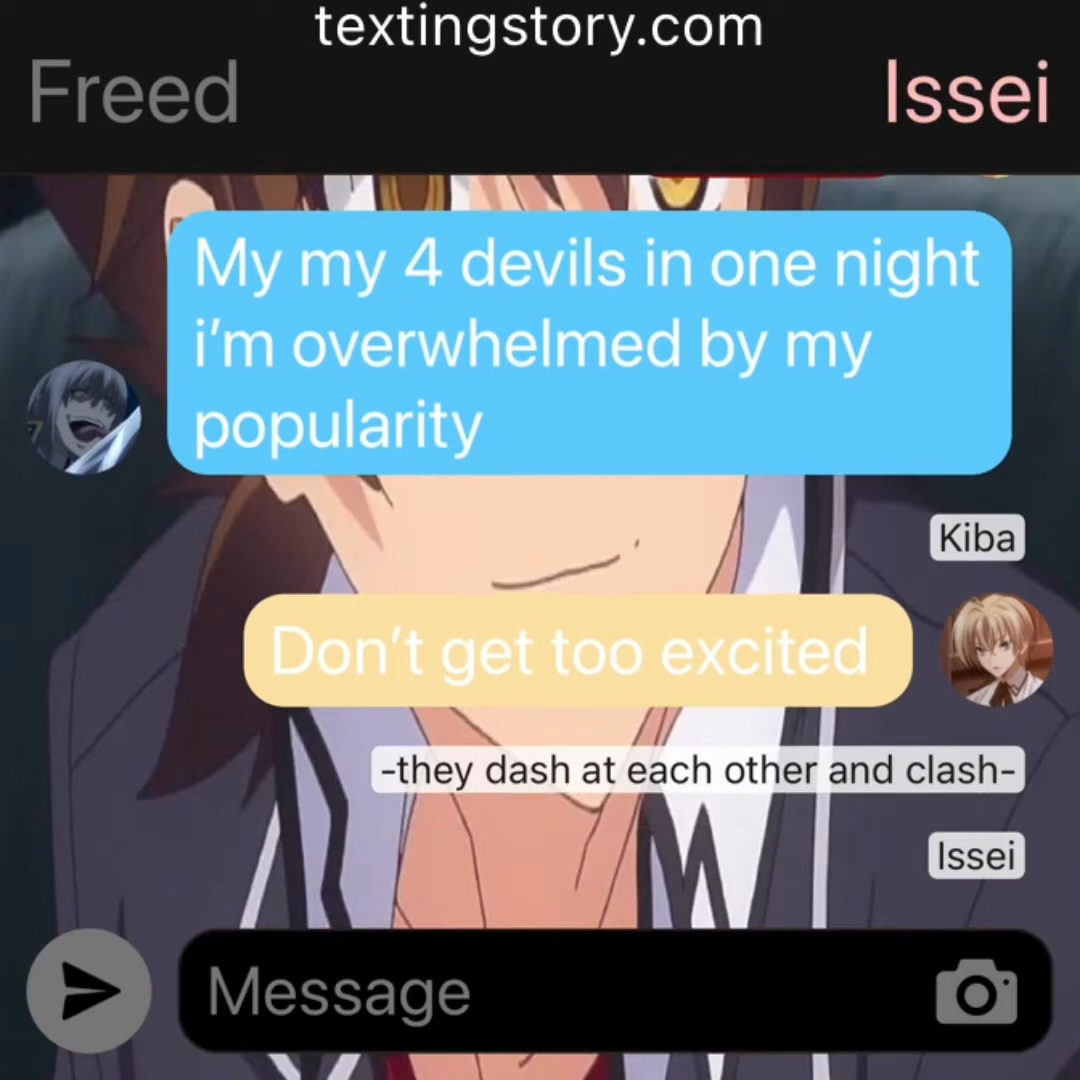 textingstory.com
Freed
Issei
My my 4 devils in one night
i’m overwhelmed by my
popularity
Kiba
Don’t get too excited
-they dash at each other and clash-
Issei
Message